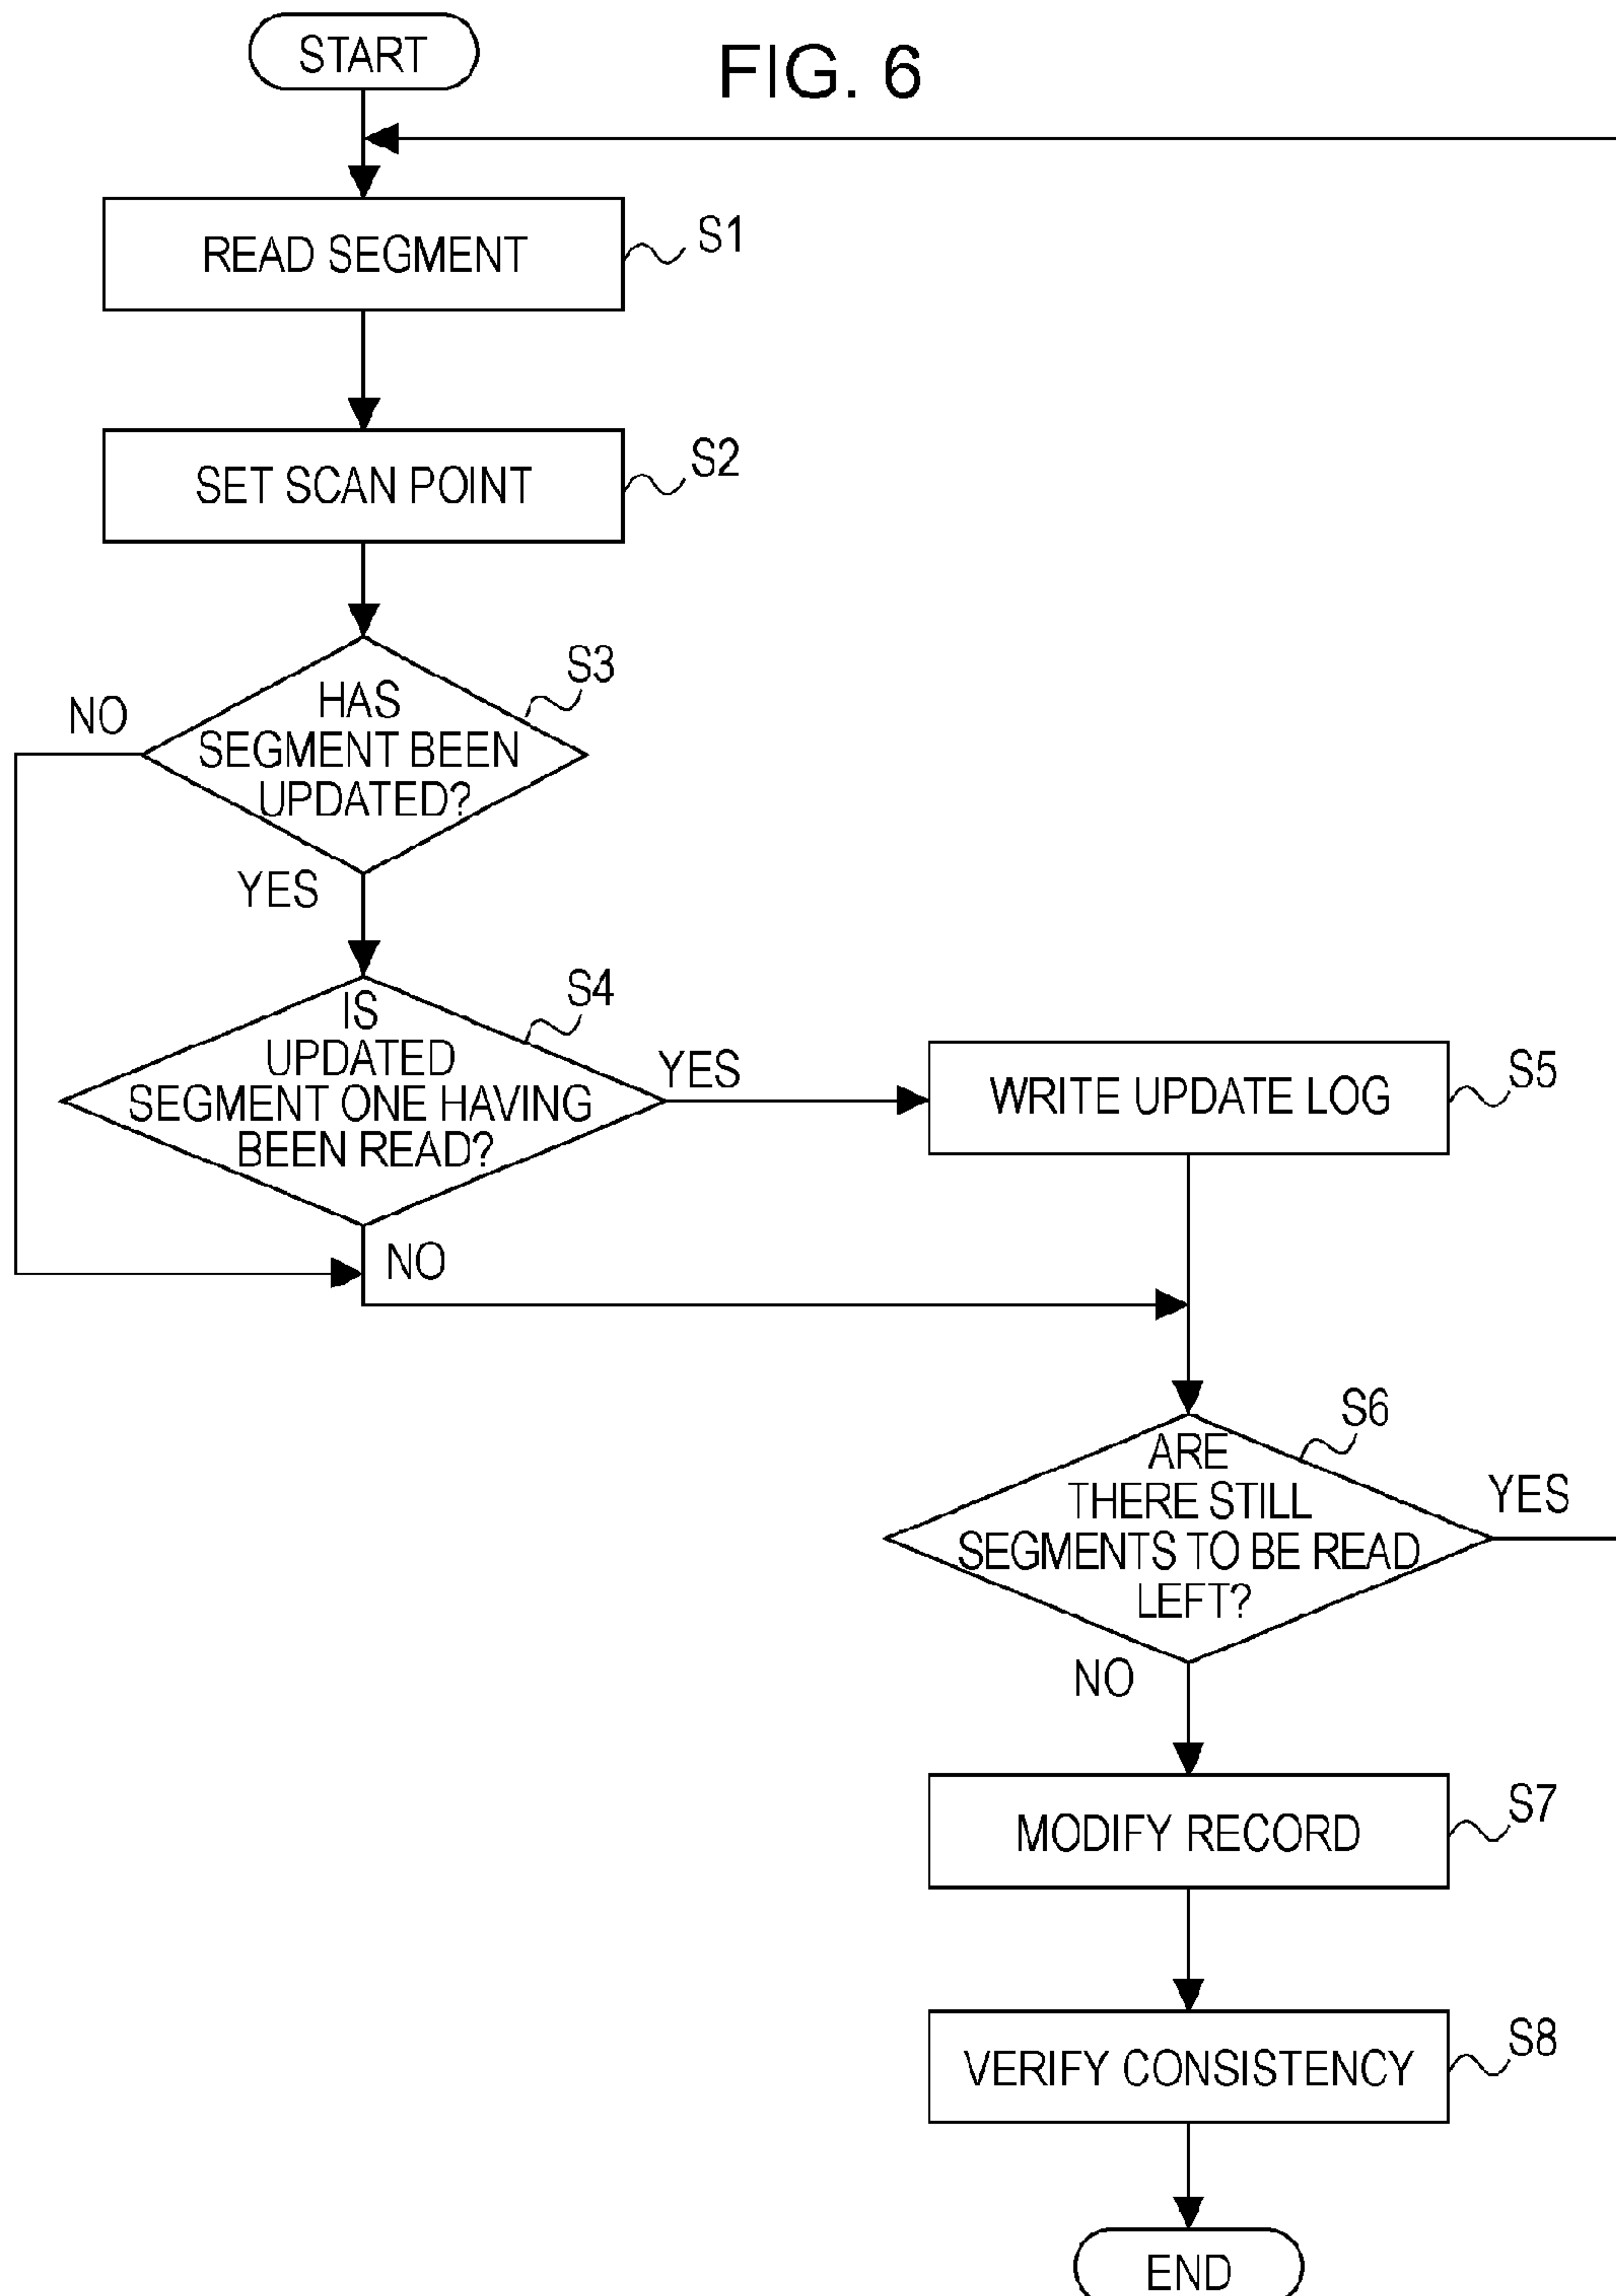 START
FIG. 6
READ SEGMENT
S1
SET SCAN POINT
S2
S3
HAS
SEGMENT BEEN
UPDATED?
NO
YES
S4
IS
UPDATED
SEGMENT ONE HAVING
BEEN READ?
YES
NO
WRITE UPDATE LOG
S5
S6
ARE
THERE STILL
SEGMENTS TO BE READ
LEFT?
YES
NO
MODIFY RECORD
S7
VERIFY CONSISTENCY
S8
END